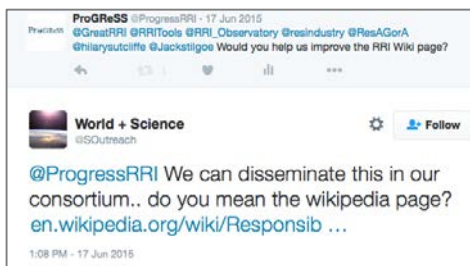 ProGReSS @ProgressRRI · 17 Jun 2015
@GreatRRI @RRITools @RRI_Observatory @resindustry @ResAGorA
@hilarysutcliffe @Jackstilgoe Would you help us improve the RRI Wiki page?
World + Science
@SOutreach
Follow
@ProgressRRI We can disseminate this in our
consortium.. do you mean the wikipedia page?
en.wikipedia.org/wiki/Responsib ...
1:08 PM - 17 Jun 2015